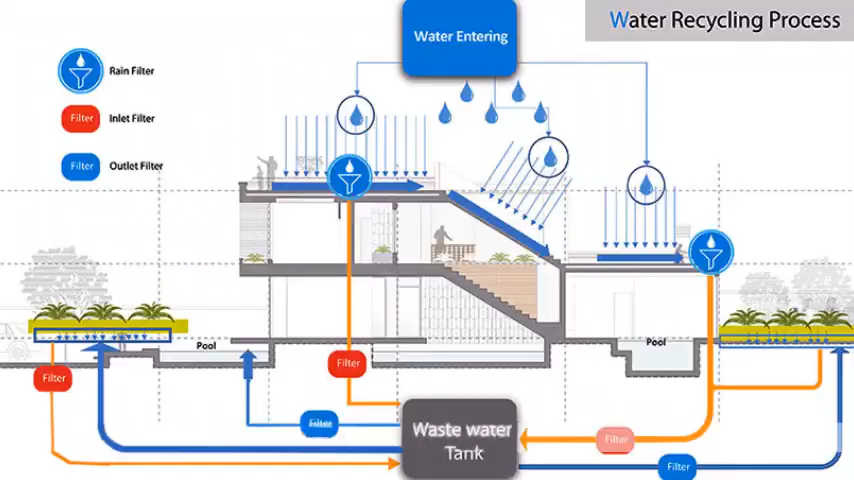 Water Recycling Process
Water Entering
Rain Filter
Filter
Inlet Filter
Filter
Outlet Filter
Pool
Pool
Filter
Filter
Filter
Waste water
Tank
Filter
Filter